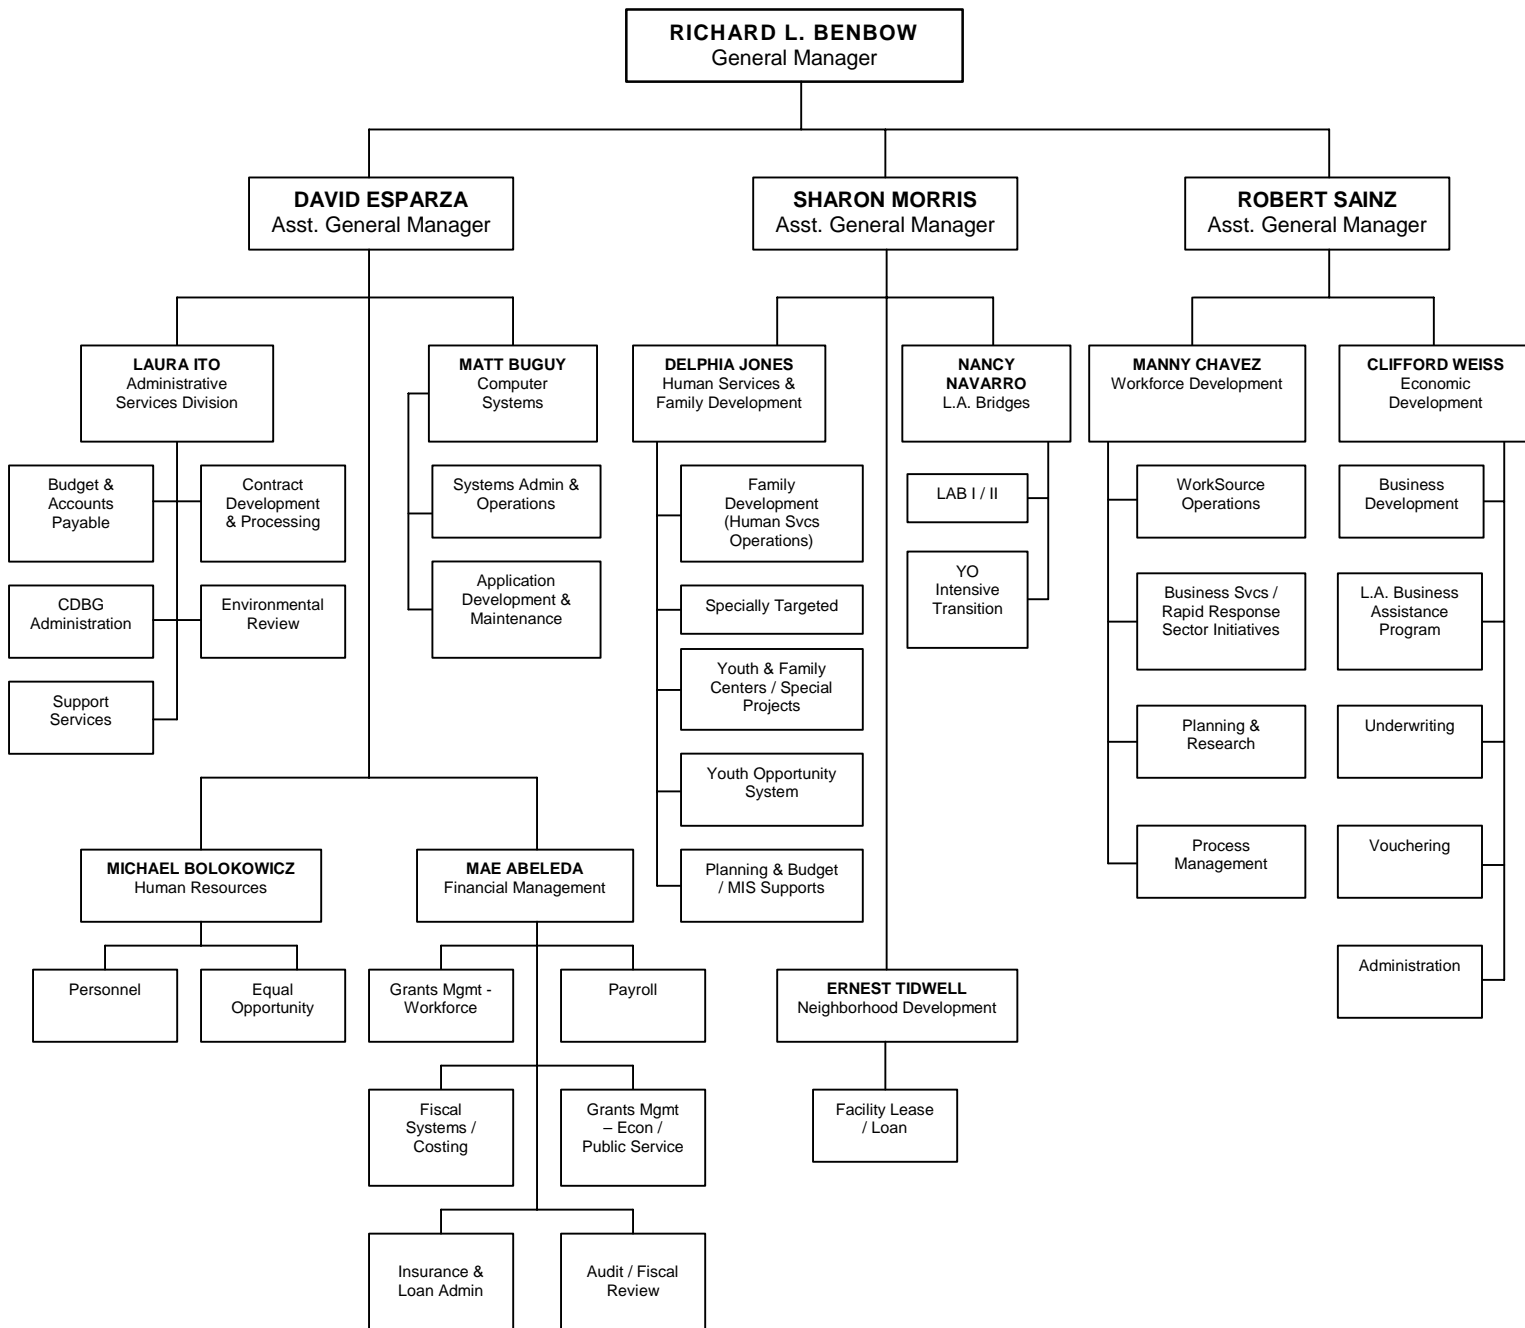 RICHARD L. BENBOW
General Manager
DAVID ESPARZA
Asst. General Manager
SHARON MORRIS
Asst. General Manager
ROBERT SAINZ
Asst. General Manager
LAURA ITO
Administrative
Services Division
MATT BUGUY
Computer
Systems
DELPHIA JONES
Human Services &
Family Development
NANCY
NAVARRO
L.A. Bridges
MANNY CHAVEZ
Workforce Development
CLIFFORD WEISS
Economic
Development
Budget &
Accounts
Payable
Contract
Development
& Processing
Systems Admin &
Operations
Family
Development
(Human Svcs
Operations)
LAB I / II
WorkSource
Operations
Business
Development
CDBG
Administration
Environmental
Review
Application
Development &
Maintenance
Specially Targeted
YO
Intensive
Transition
Business Svcs /
Rapid Response
Sector Initiatives
L.A. Business
Assistance
Program
Support
Services
Youth & Family
Centers / Special
Projects
Planning &
Research
Underwriting
Youth Opportunity
System
MICHAEL BOLOKOWICZ
Human Resources
MAE ABELEDA
Financial Management
Planning & Budget
/ MIS Supports
Process
Management
Vouchering
Personnel
Equal
Opportunity
Grants Mgmt -
Workforce
Payroll
ERNEST TIDWELL
Neighborhood Development
Administration
Fiscal
Systems /
Costing
Grants Mgmt
– Econ /
Public Service
Facility Lease
/ Loan
Insurance &
Loan Admin
Audit / Fiscal
Review